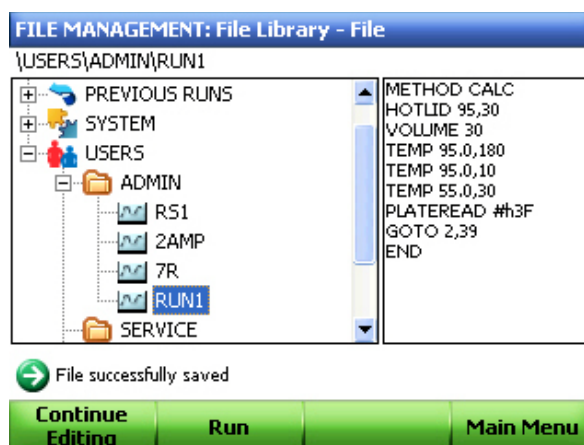 FILE MANAGEMENT: File Library - File
\USERS\ADMIN\RUN1
PREVIOUS RUNS
SYSTEM
USERS
ADMIN
RS1
2AMP
7R
RUN1
SERVICE
METHOD CALC
HOTLID 95,30
VOLUME 30
TEMP 95.0,180
TEMP 95.0,10
TEMP 55.0,30
PLATEREAD #h3F
GOTO 2,39
END
File successfully saved
Continue Editing
Run
Main Menu